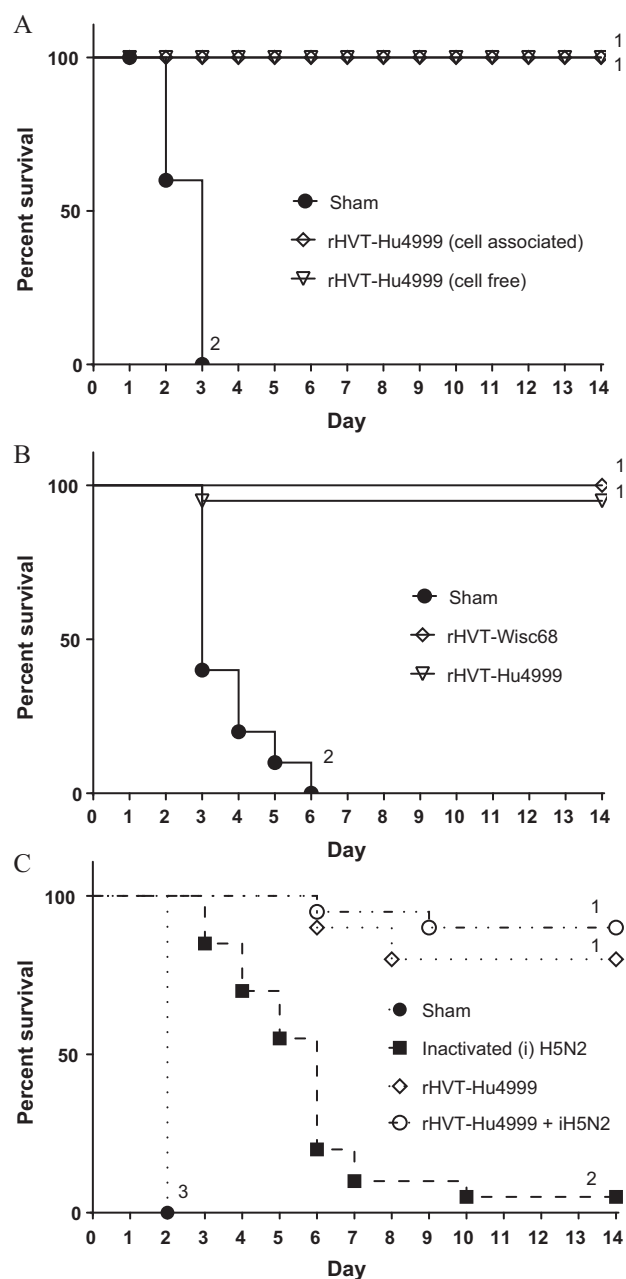 A
Percent survival
100
50
0
1
1
2
Sham
rHVT-Hu4999 (cell associated)
rHVT-Hu4999 (cell free)
0 1 2 3 4 5 6 7 8 9 10 11 12 13 14
Day
B
Percent survival
100
50
0
1
1
2
Sham
rHVT-Wisc68
rHVT-Hu4999
0 1 2 3 4 5 6 7 8 9 10 11 12 13 14
Day
C
Percent survival
100
50
0
1
1
Sham
Inactivated (i) H5N2
rHVT-Hu4999
rHVT-Hu4999 + iH5N2
3
2
0 1 2 3 4 5 6 7 8 9 10 11 12 13 14
Day